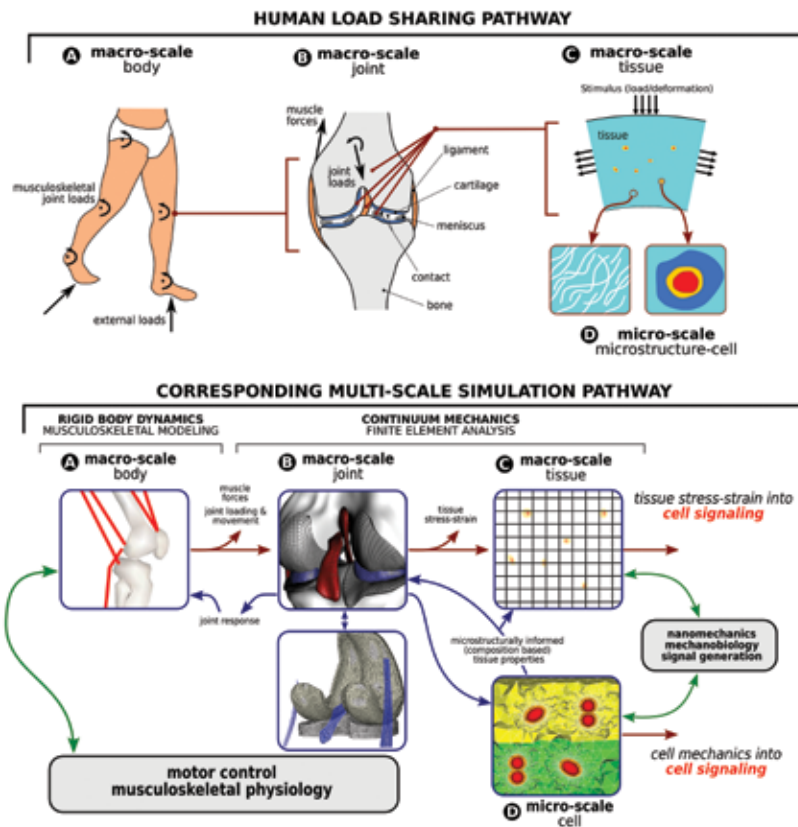 HUMAN LOAD SHARING PATHWAY
A macro-scale
body
B macro-scale
joint
C macro-scale
tissue
Stimulus (load/deformation)
muscle
forces
joint
loads
ligament
tissue
cartilage
musculoskeletal
joint loads
meniscus
contact
bone
external loads
D micro-scale
microstructure-cell
CORRESPONDING MULTI-SCALE SIMULATION PATHWAY
RIGID BODY DYNAMICS
MUSCULOSKELETAL MODELING
CONTINUUM MECHANICS
FINITE ELEMENT ANALYSIS
A macro-scale
body
B macro-scale
joint
C macro-scale
tissue
muscle
forces
joint loading &
movement
tissue
stress-strain
tissue stress-strain into
cell signaling
joint response
microstructurally informed
(composition based)
tissue properties
nanomechanics
mechanobiology
signal generation
motor control
musculoskeletal physiology
cell mechanics into
cell signaling
D micro-scale
cell